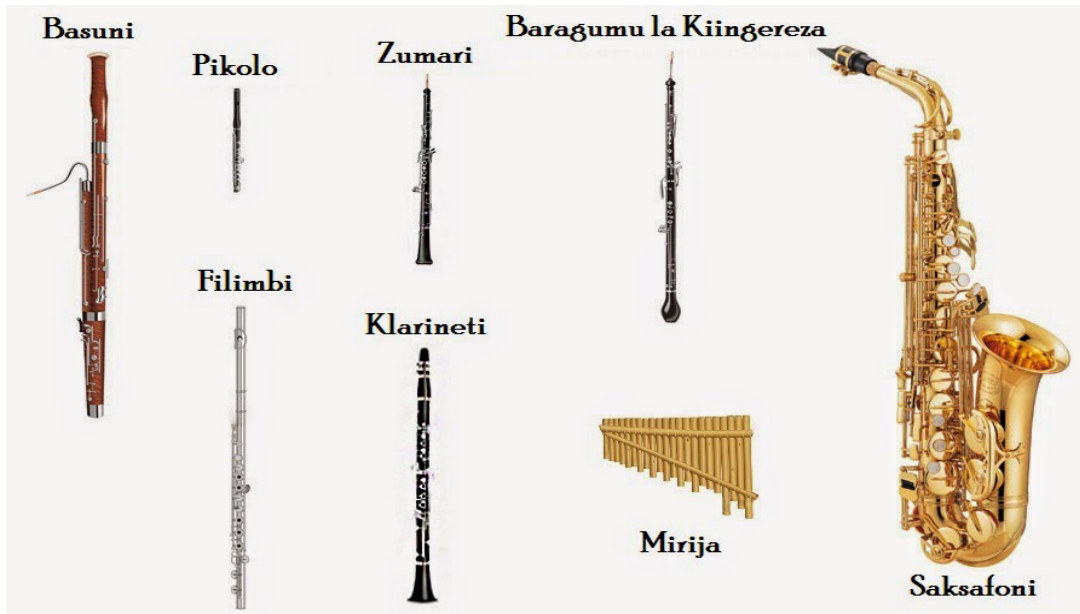 Basuni
Pikolo
Zumari
Baragumu la Kiingereza
Filimbi
Klarineti
Mirija
Saksafoni